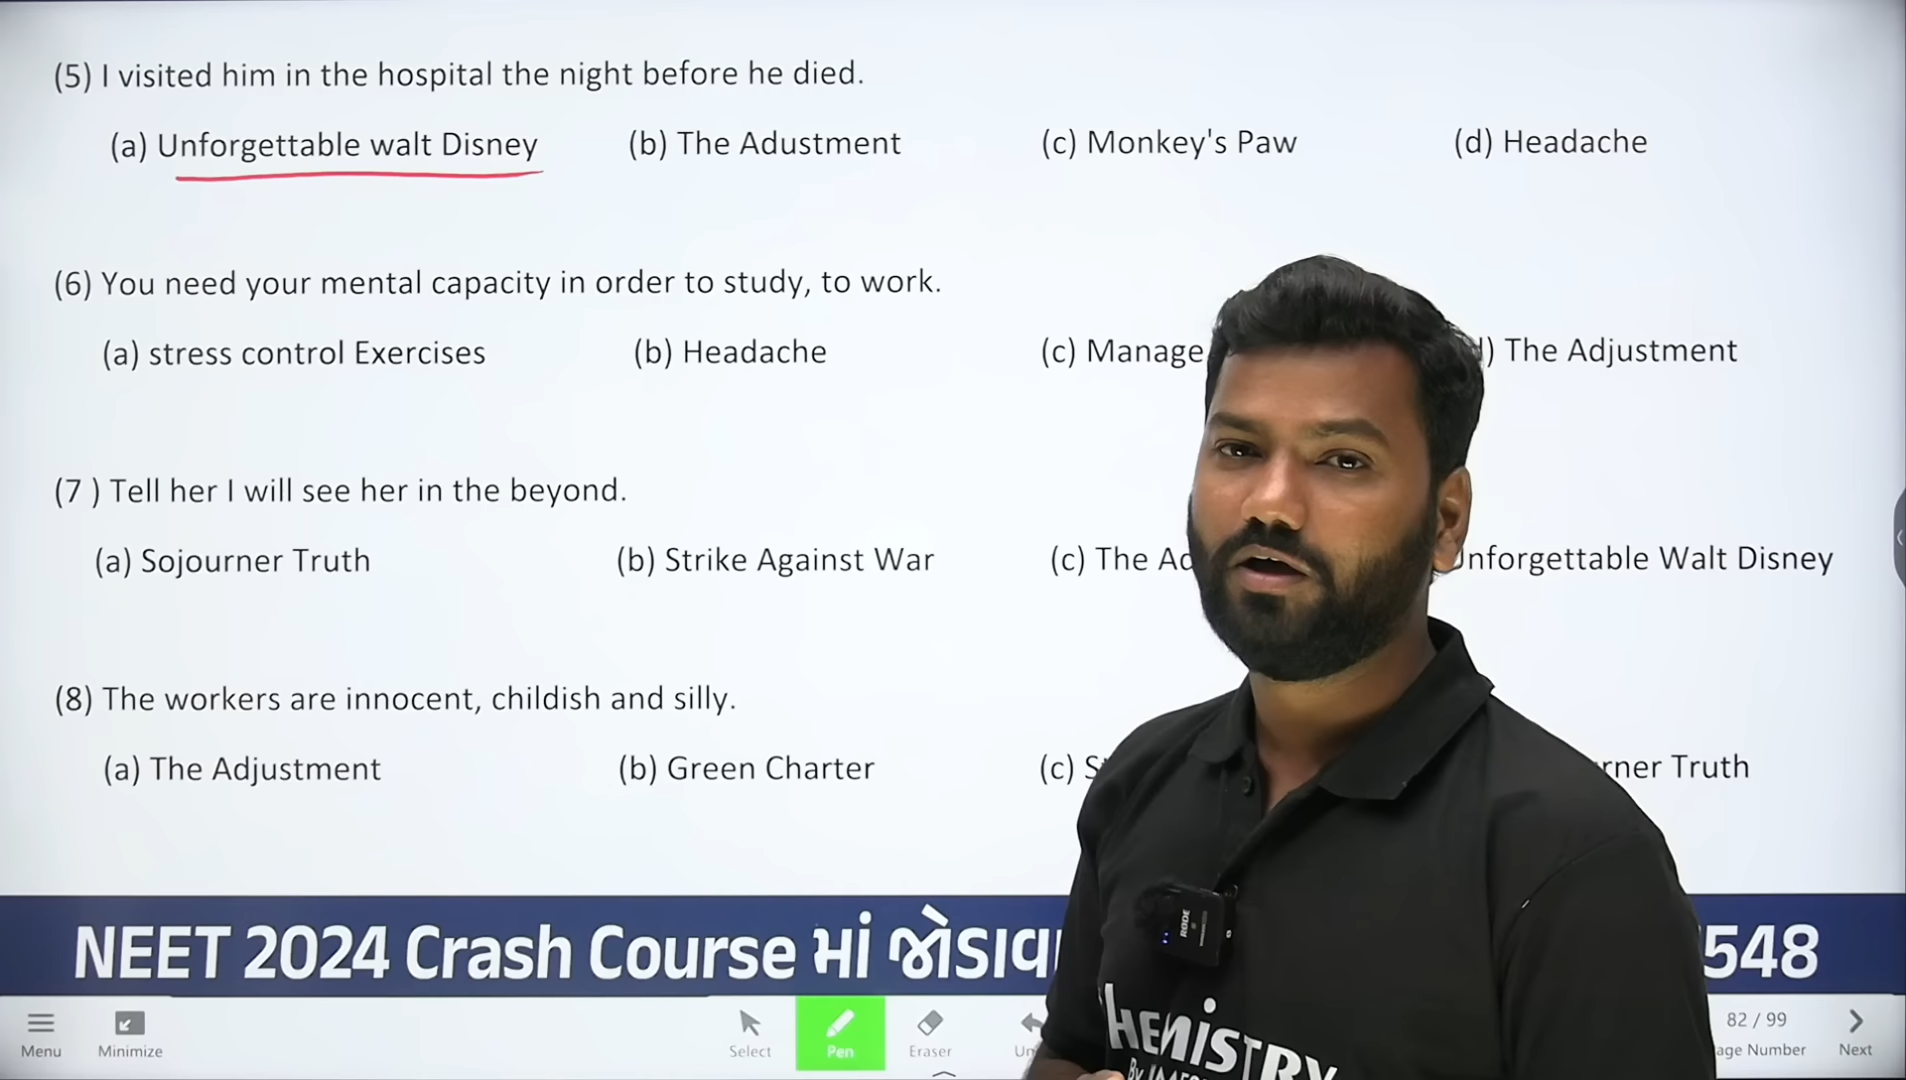 (5) I visited him in the hospital the night before he died.
(a) Unforgettable walt Disney (b) The Adustment (c) Monkey's Paw (d) Headache
(6) You need your mental capacity in order to study, to work.
(a) stress control Exercises (b) Headache (c) Manage ) The Adjustment
(7 ) Tell her I will see her in the beyond.
(a) Sojourner Truth (b) Strike Against War (c) The Unforgettable Walt Disney
(8) The workers are innocent, childish and silly.
(a) The Adjustment (b) Green Charter (c) Truth
NEET 2024 Crash Course માં 548
Menu Minimize Select Pen Eraser 82 / 99 Number Next
RODE
CHEMISTRY
By